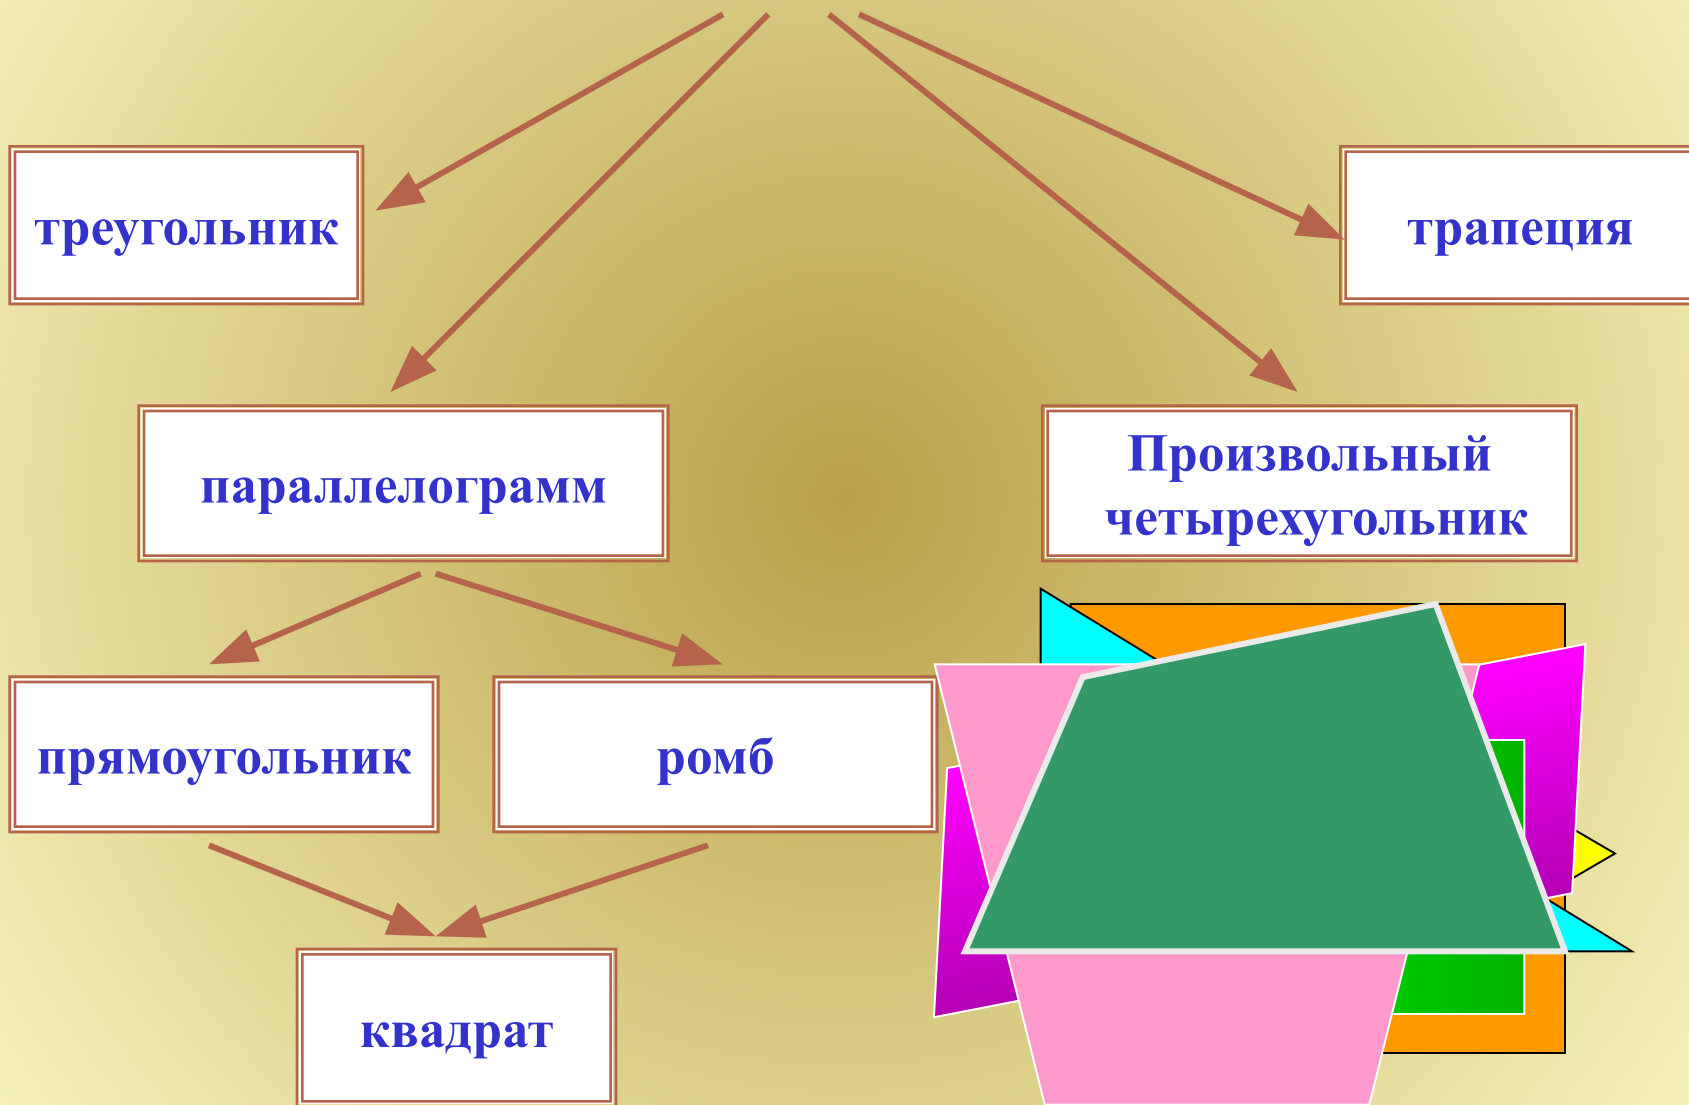 треугольник
трапеция
параллелограмм
Произвольный
четырехугольник
прямоугольник
ромб
квадрат